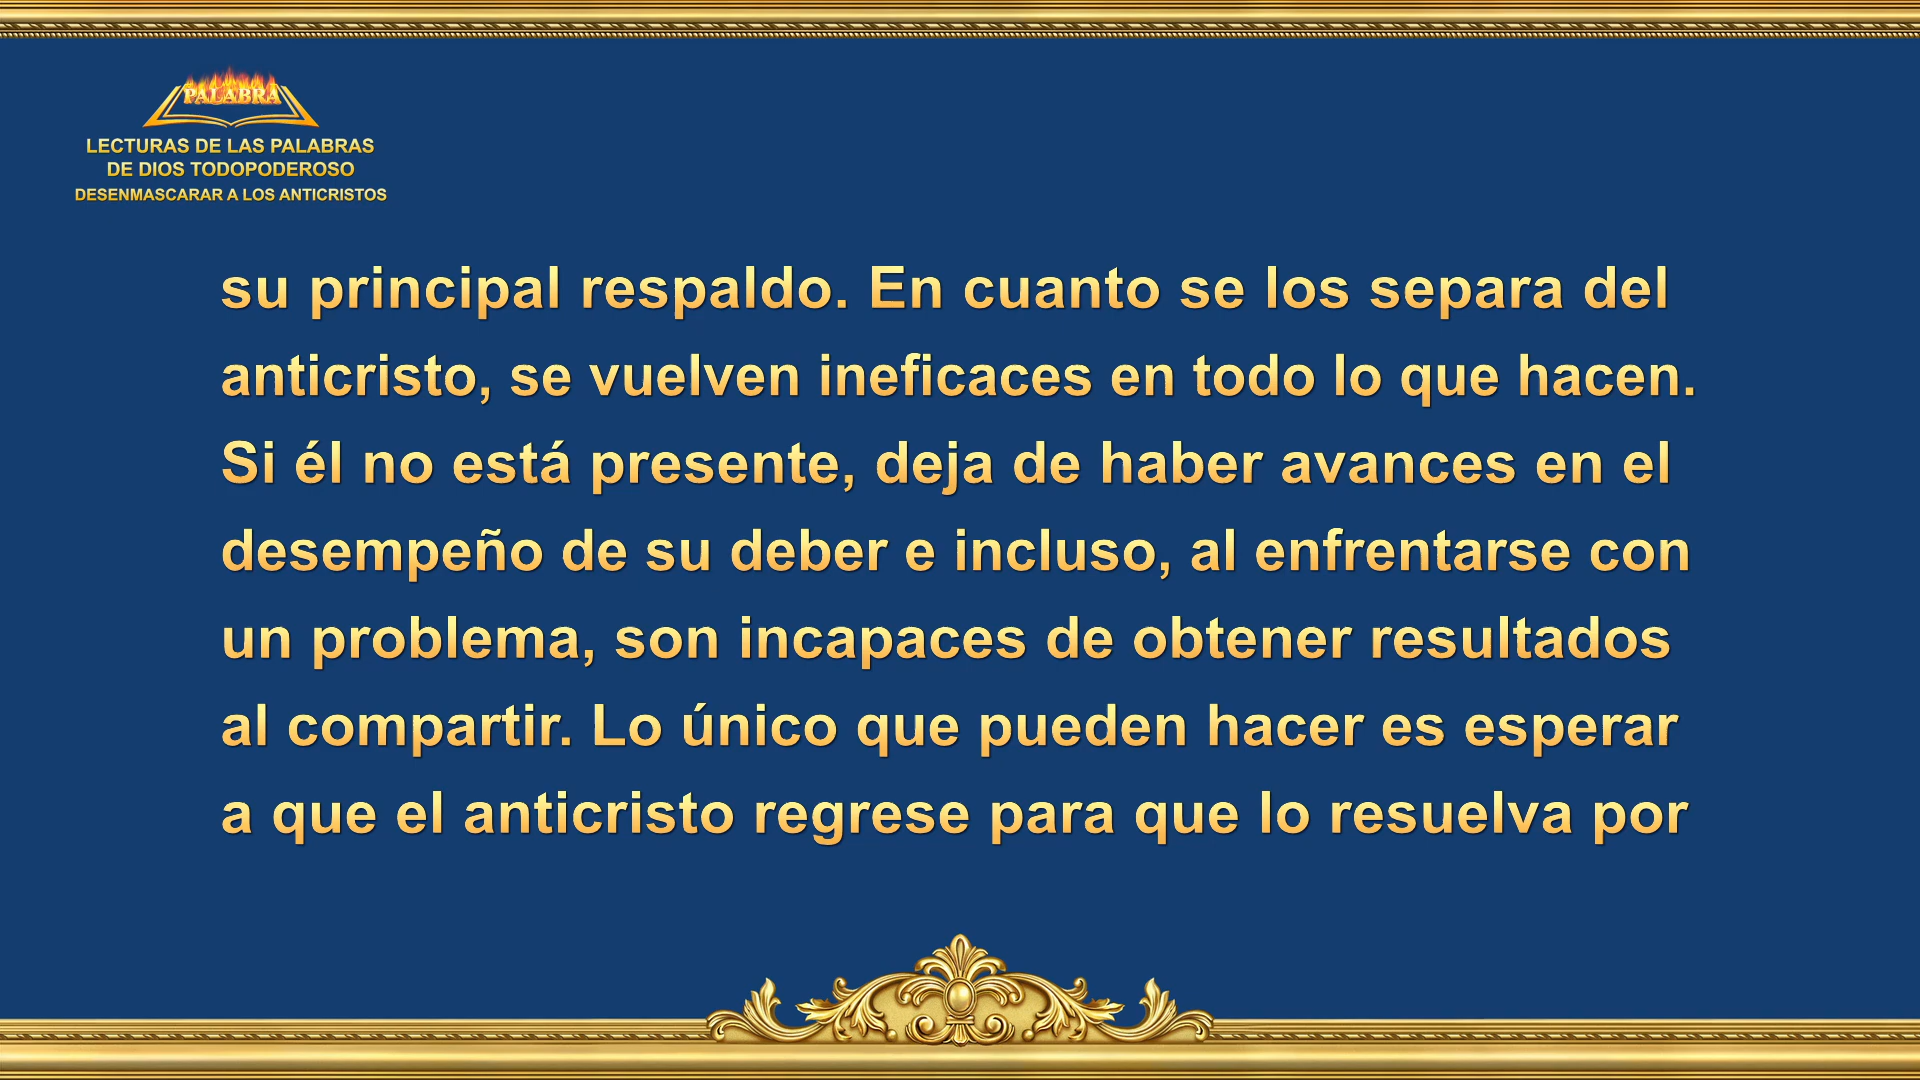 PALABRA
LECTURAS DE LAS PALABRAS
DE DIOS TODOPODEROSO
DESENMASCARAR A LOS ANTICRISTOS
su principal respaldo. En cuanto se los separa del
anticristo, se vuelven ineficaces en todo lo que hacen.
Si él no está presente, deja de haber avances en el
desempeño de su deber e incluso, al enfrentarse con
un problema, son incapaces de obtener resultados
al compartir. Lo único que pueden hacer es esperar
a que el anticristo regrese para que lo resuelva por